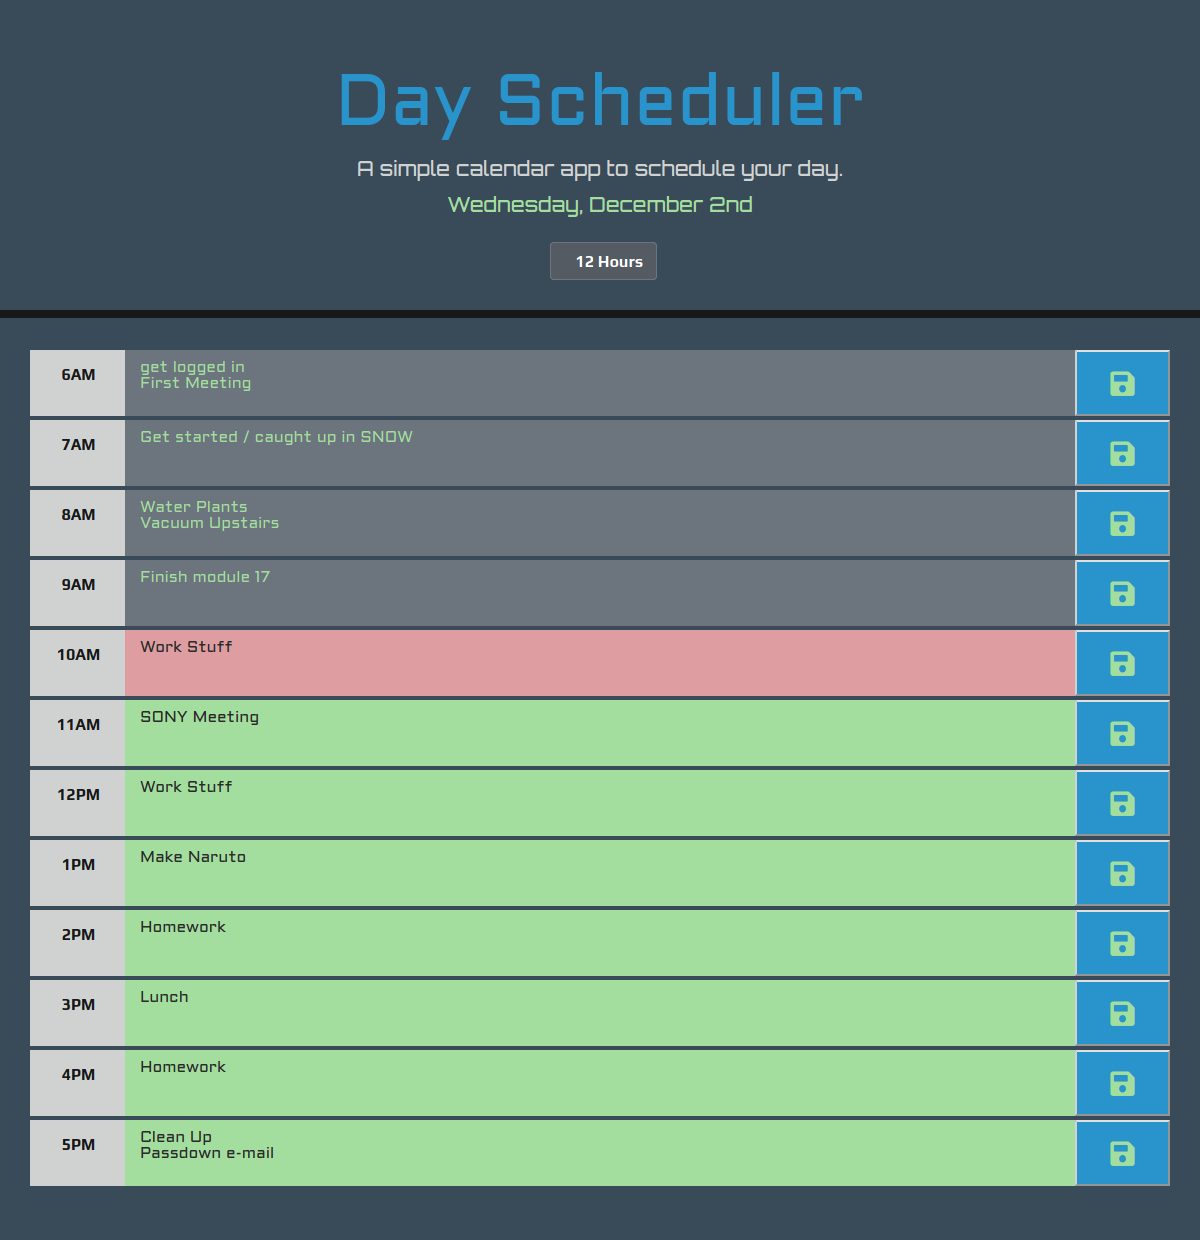 Day Scheduler
A simple calendar app to schedule your day.
Wednesday, December 2nd
12 Hours
6AM
get logged in
First Meeting
7AM
Get started / caught up in SNOW
8AM
Water Plants
Vacuum Upstairs
9AM
Finish module 17
10AM
Work Stuff
11AM
SONY Meeting
12PM
Work Stuff
1PM
Make Naruto
2PM
Homework
3PM
Lunch
4PM
Homework
5PM
Clean Up
Passdown e-mail